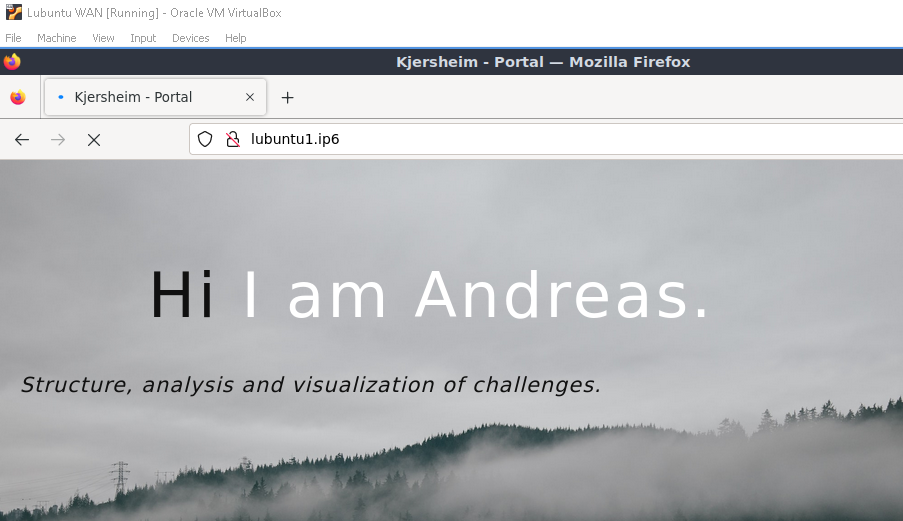 Lubuntu WAN [Running] - Oracle VM VirtualBox
File Machine View Input Devices Help
Kjersheim - Portal — Mozilla Firefox
Kjersheim - Portal
lubuntu1.ip6
Hi I am Andreas.
Structure, analysis and visualization of challenges.